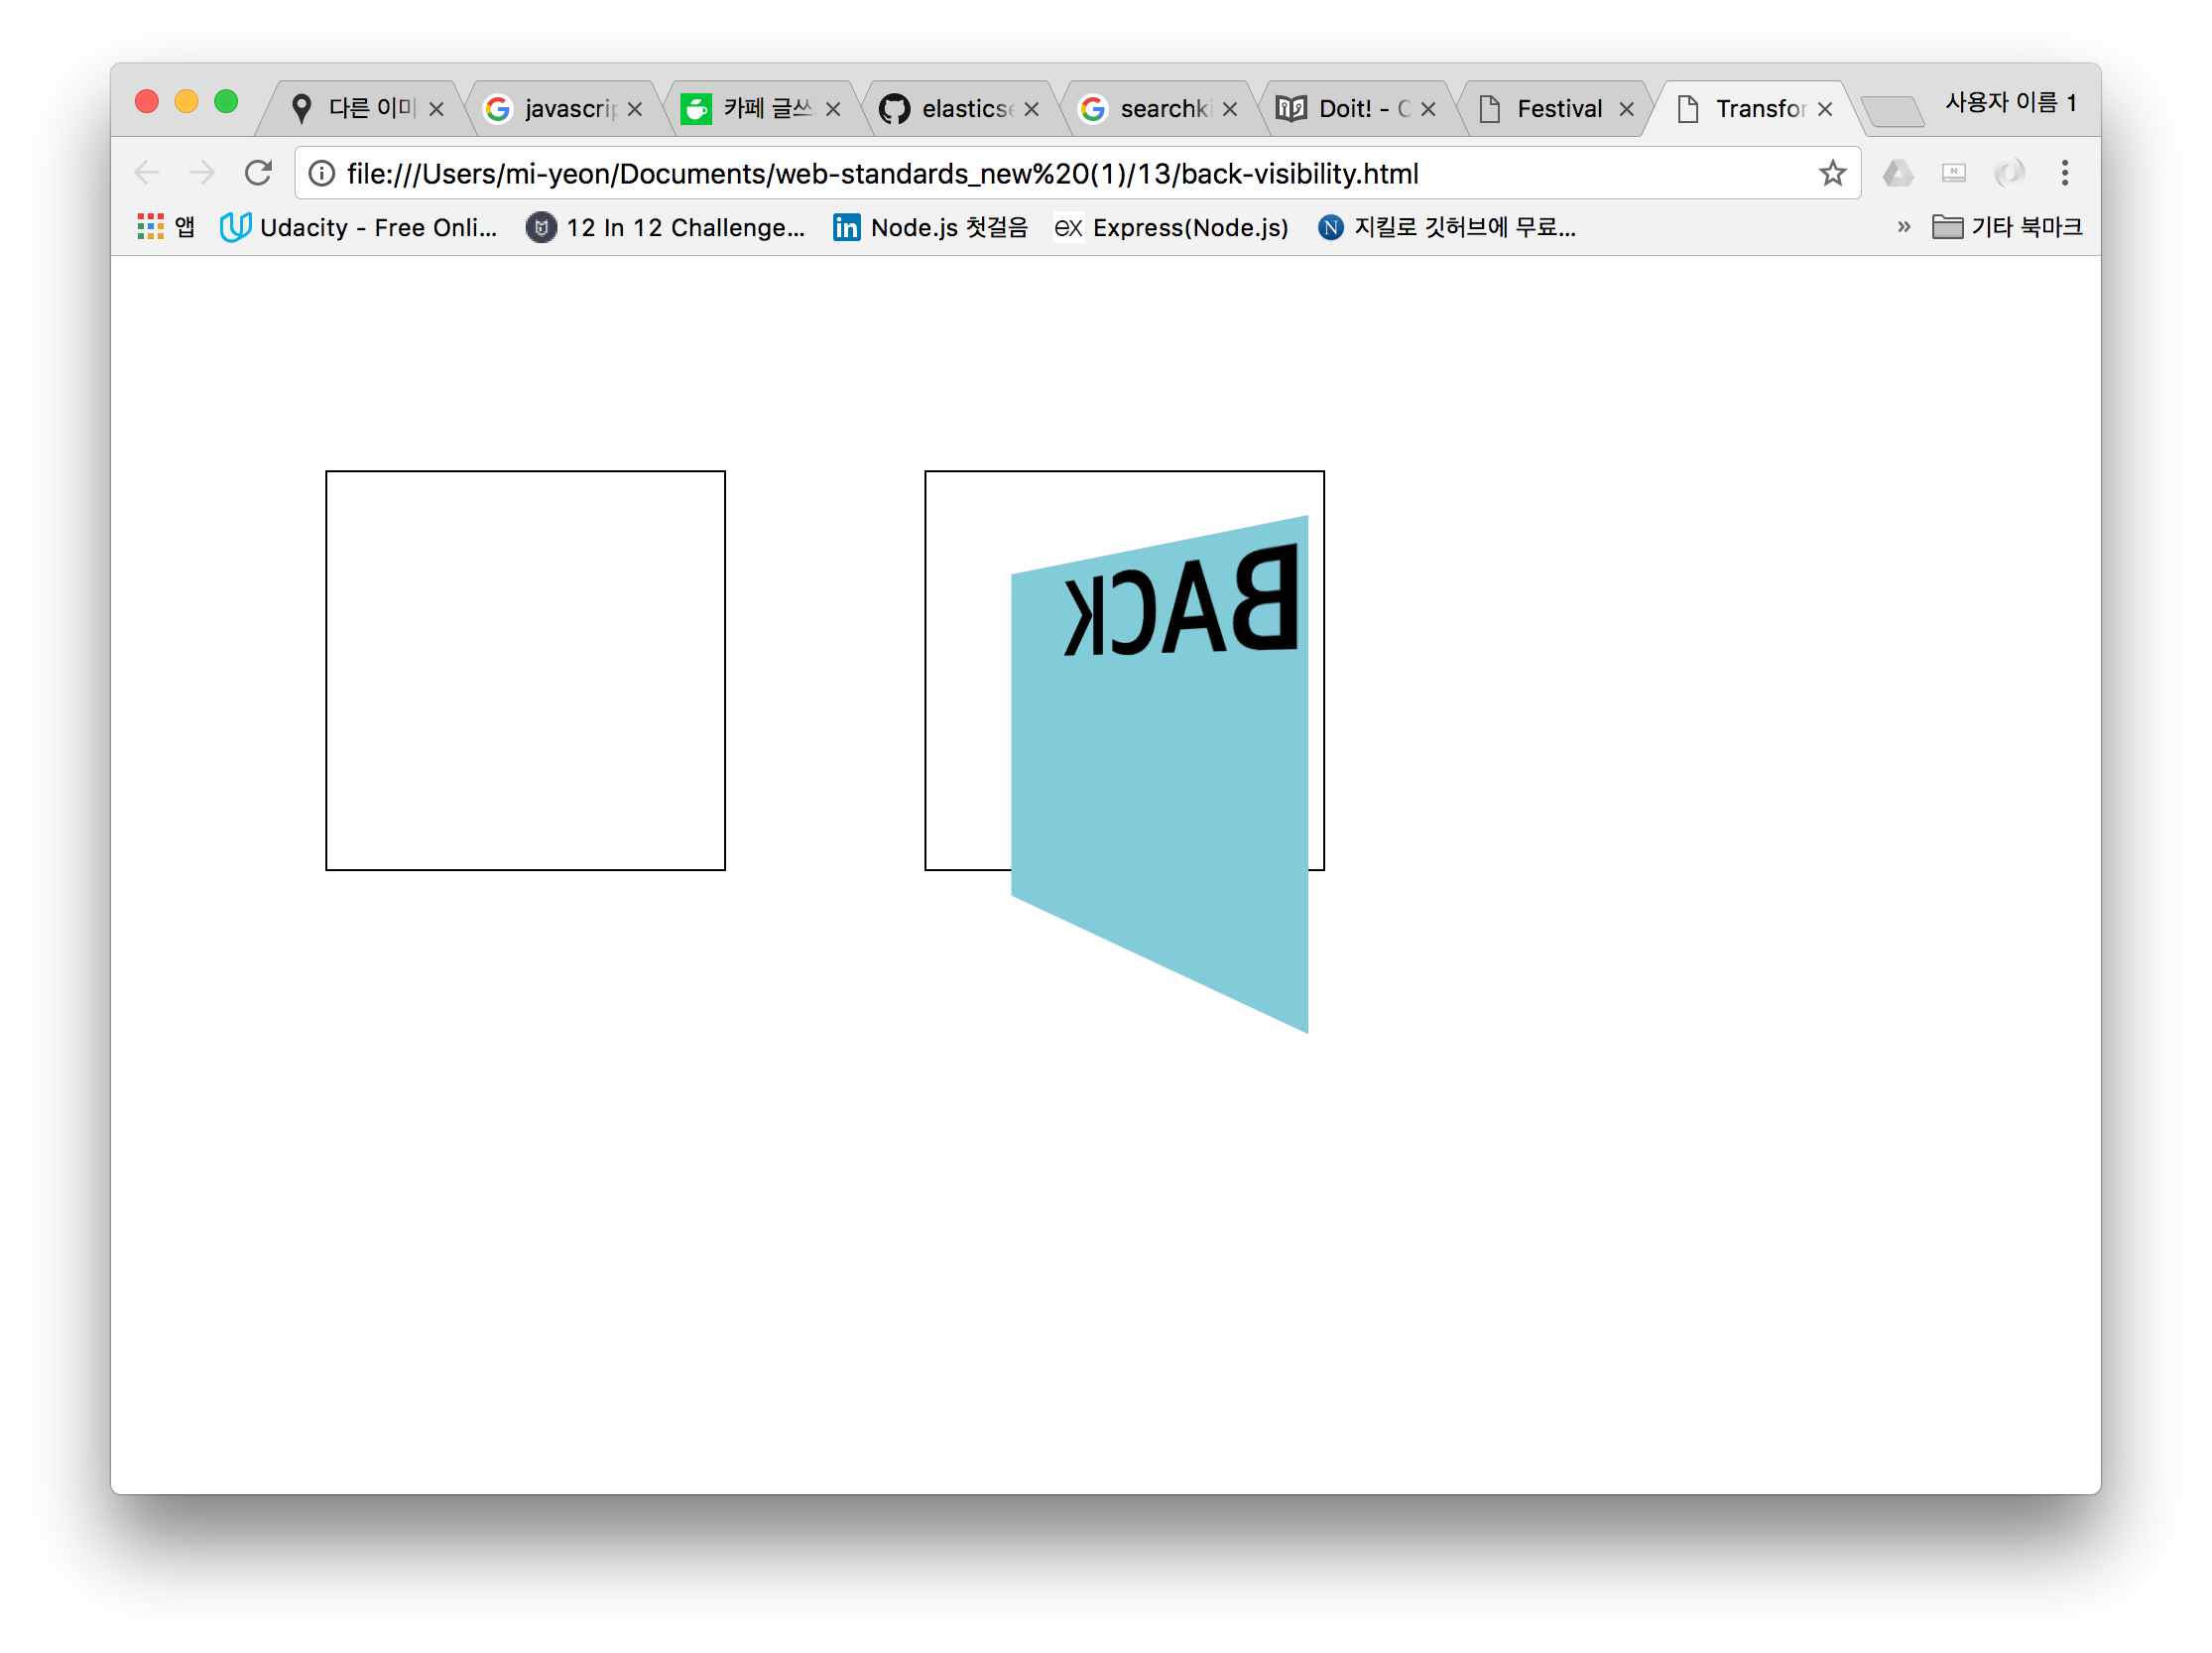 다른 이미
javascrip
카페 글쓰
elasticse
searchki
Doit! - C
Festival
Transfor
사용자 이름 1
file:///Users/mi-yeon/Documents/web-standards_new%20(1)/13/back-visibility.html
앱
Udacity - Free Onli...
12 In 12 Challenge...
in
Node.js 첫걸음
ex
Express(Node.js)
N
지킬로 깃허브에 무료...
»
기타 북마크
BACK